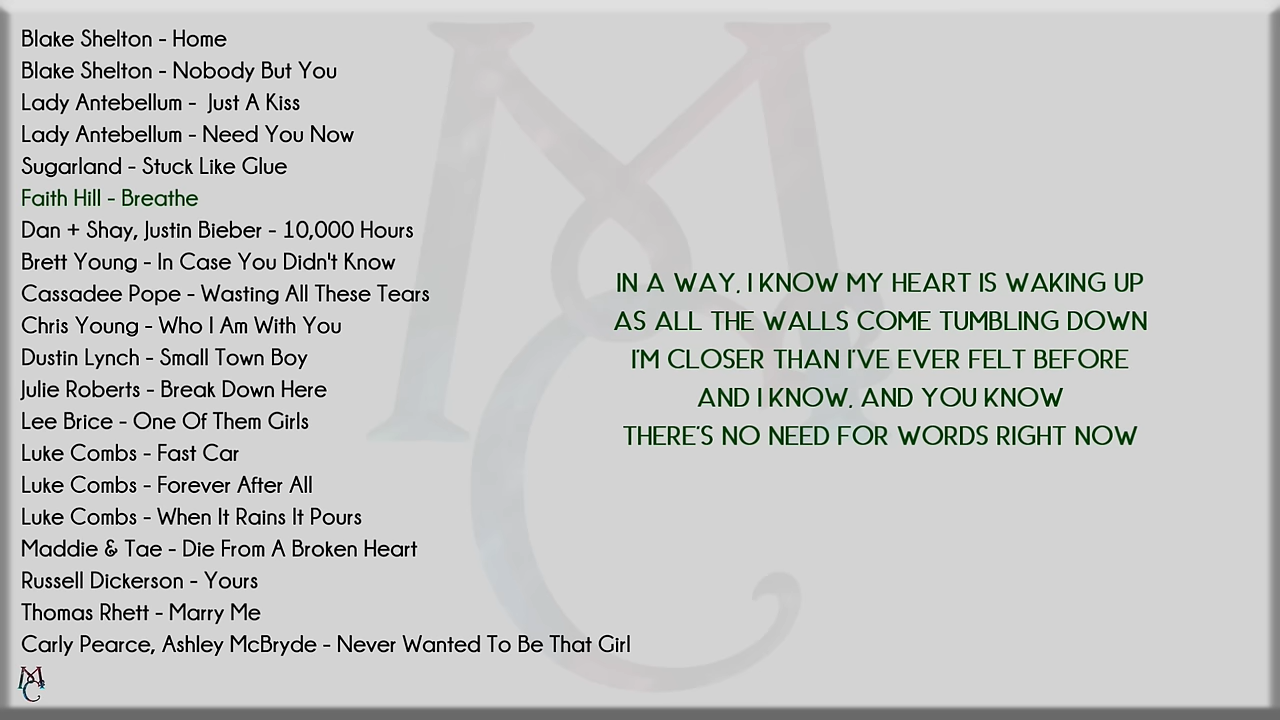 Blake Shelton - Home
Blake Shelton - Nobody But You
Lady Antebellum -  Just A Kiss
Lady Antebellum - Need You Now
Sugarland - Stuck Like Glue
Faith Hill - Breathe
Dan + Shay, Justin Bieber - 10,000 Hours
Brett Young - In Case You Didn't Know
Cassadee Pope - Wasting All These Tears
Chris Young - Who I Am With You
Dustin Lynch - Small Town Boy
Julie Roberts - Break Down Here
Lee Brice - One Of Them Girls
Luke Combs - Fast Car
Luke Combs - Forever After All
Luke Combs - When It Rains It Pours
Maddie & Tae - Die From A Broken Heart
Russell Dickerson - Yours
Thomas Rhett - Marry Me
Carly Pearce, Ashley McBryde - Never Wanted To Be That Girl
IN A WAY, I KNOW MY HEART IS WAKING UP
AS ALL THE WALLS COME TUMBLING DOWN
I'M CLOSER THAN I'VE EVER FELT BEFORE
AND I KNOW, AND YOU KNOW
THERE'S NO NEED FOR WORDS RIGHT NOW
MC